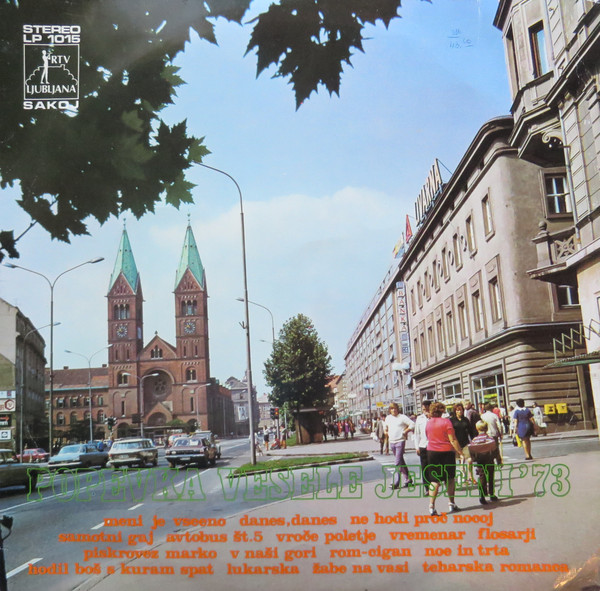 STEREO
LP 1015
RTV
LJUBLJANA
SAKOJ
POPEVKA VESELE JESENI '73
meni je vseeno danes, danes ne hodi proč nocoj
samotni gaj avtobus št.5 vroče poletje vremenar flosarji
piskrovez marko v naši gori rom-cigan noe in trta
hodil boš s kuram spat lukarska žabe na vasi teharska romanca